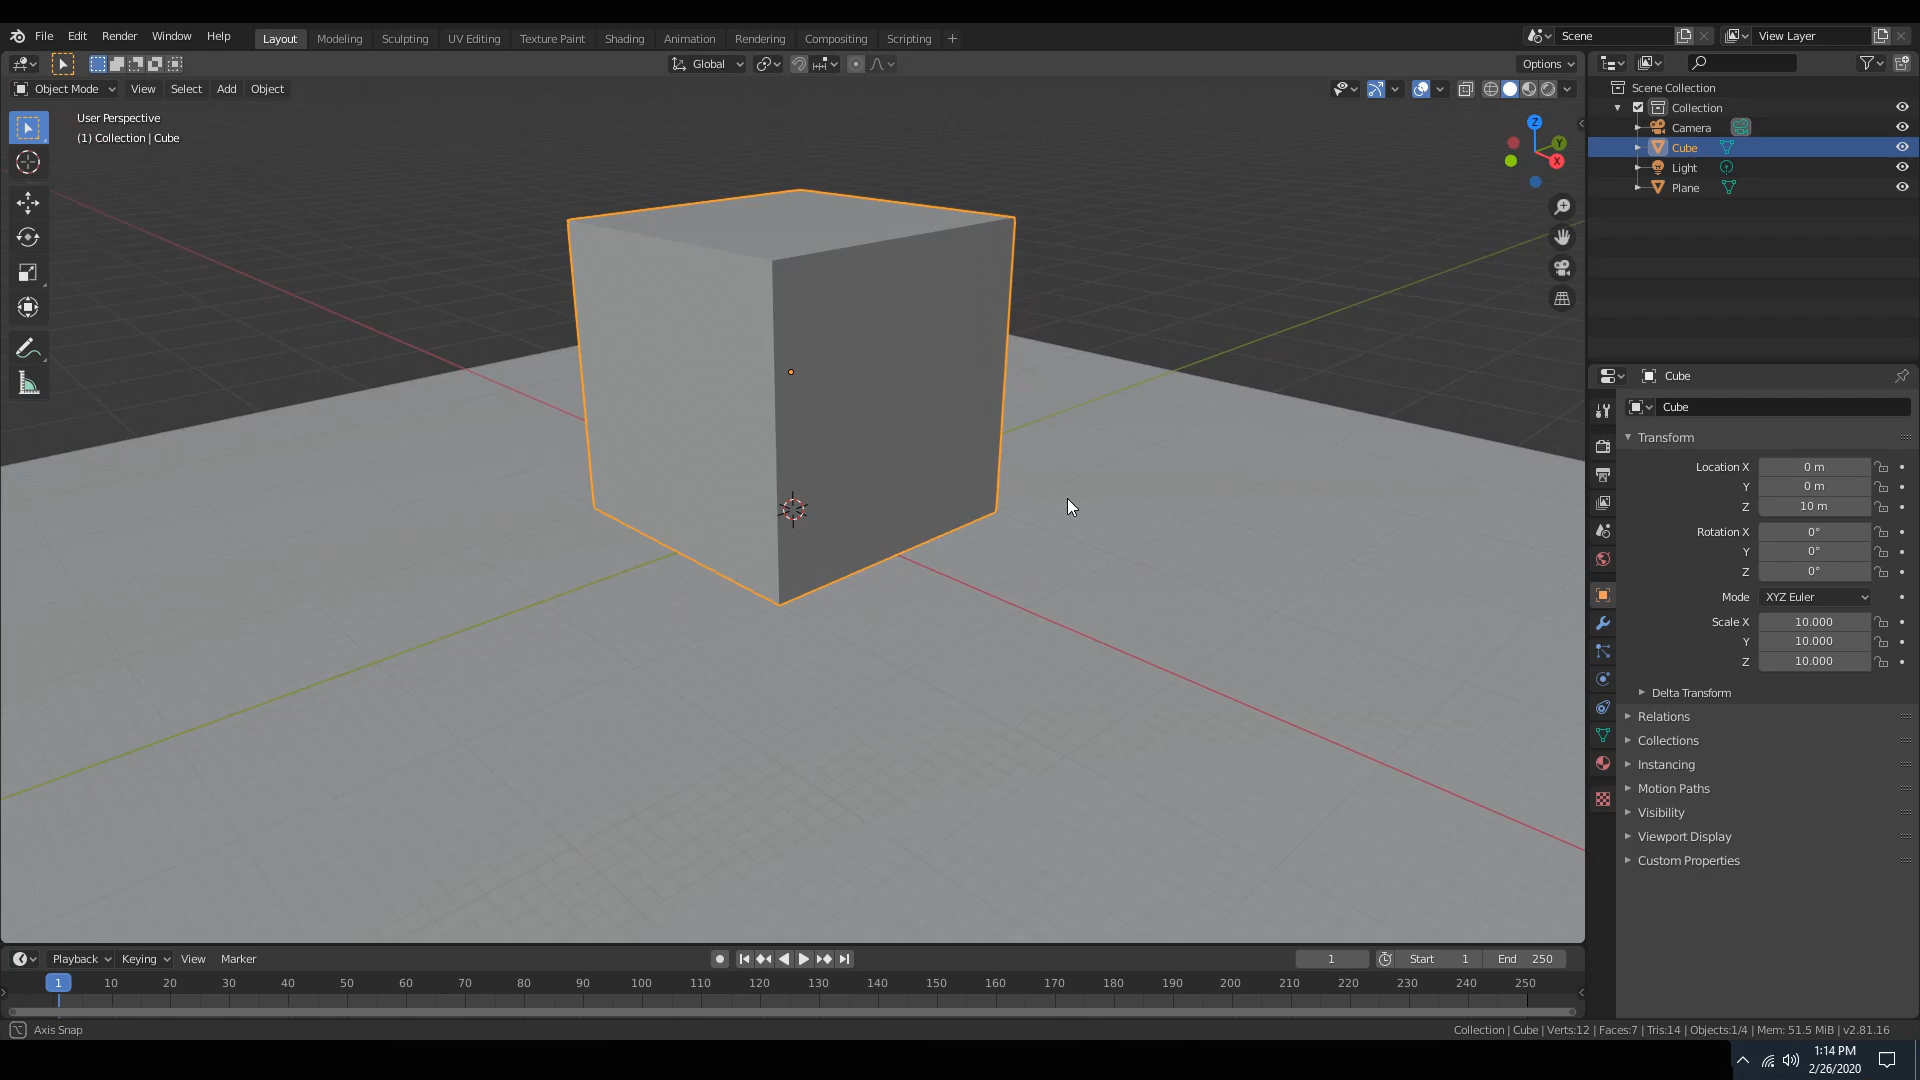 File Edit Render Window Help Layout Modeling Sculpting UV Editing Texture Paint Shading Animation Rendering Compositing Scripting + Scene View Layer
Global Options
Object Mode View Select Add Object
User Perspective
(1) Collection | Cube
Z
Y
X
Scene Collection
Collection
Camera
Cube
Light
Plane
Cube
Cube
Transform
Location X 0 m
Y 0 m
Z 10 m
Rotation X 0°
Y 0°
Z 0°
Mode XYZ Euler
Scale X 10.000
Y 10.000
Z 10.000
Delta Transform
Relations
Collections
Instancing
Motion Paths
Visibility
Viewport Display
Custom Properties
Playback Keying View Marker 1 Start 1 End 250
1 10 20 30 40 50 60 70 80 90 100 110 120 130 140 150 160 170 180 190 200 210 220 230 240 250
Axis Snap Collection | Cube | Verts:12 | Faces:7 | Tris:14 | Objects:1/4 | Mem: 51.5 MiB | v2.81.16
1:14 PM
2/26/2020